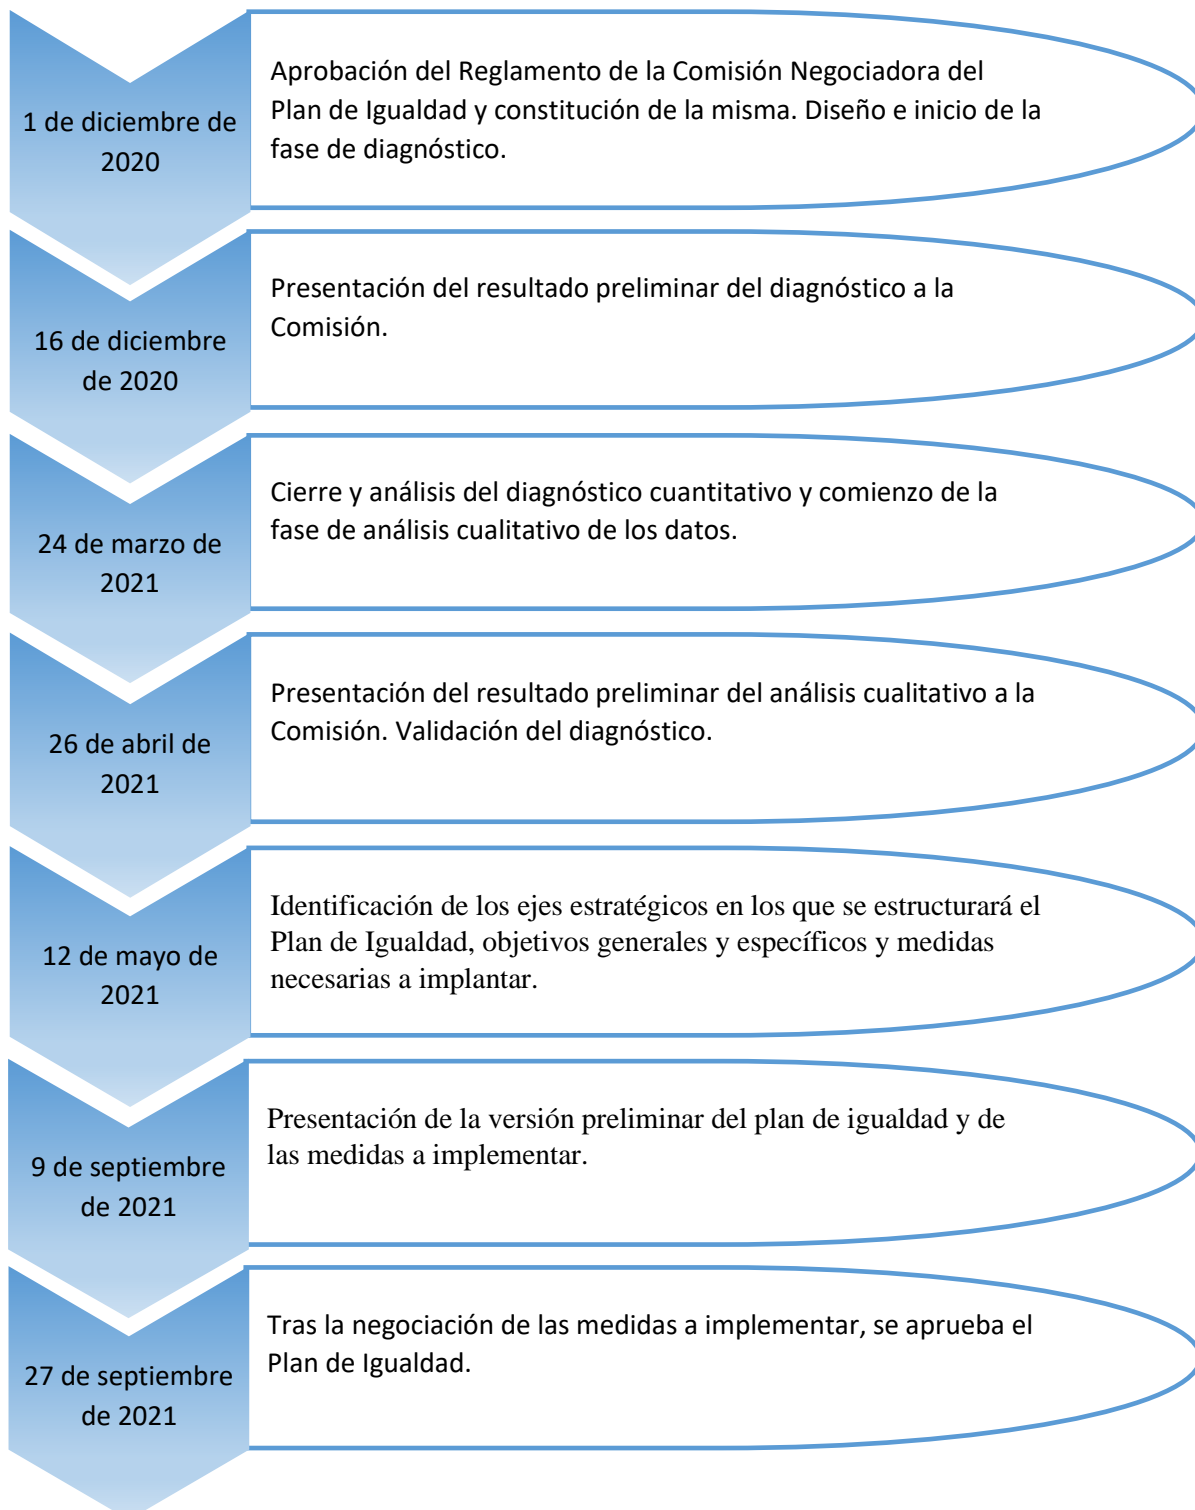 1 de diciembre de
2020
Aprobación del Reglamento de la Comisión Negociadora del
Plan de Igualdad y constitución de la misma. Diseño e inicio de la
fase de diagnóstico.
16 de diciembre
de 2020
Presentación del resultado preliminar del diagnóstico a la
Comisión.
24 de marzo de
2021
Cierre y análisis del diagnóstico cuantitativo y comienzo de la
fase de análisis cualitativo de los datos.
26 de abril de
2021
Presentación del resultado preliminar del análisis cualitativo a la
Comisión. Validación del diagnóstico.
12 de mayo de
2021
Identificación de los ejes estratégicos en los que se estructurará el
Plan de Igualdad, objetivos generales y específicos y medidas
necesarias a implantar.
9 de septiembre
de 2021
Presentación de la versión preliminar del plan de igualdad y de
las medidas a implementar.
27 de septiembre
de 2021
Tras la negociación de las medidas a implementar, se aprueba el
Plan de Igualdad.